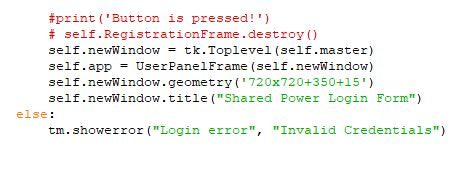 #print('Button is pressed!')
# self.RegistrationFrame.destroy()
self.newWindow = tk.Toplevel(self.master)
self.app = UserPanelFrame(self.newWindow)
self.newWindow.geometry('720x720+350+15')
self.newWindow.title("Shared Power Login Form")
else:
tm.showerror("Login error", "Invalid Credentials")